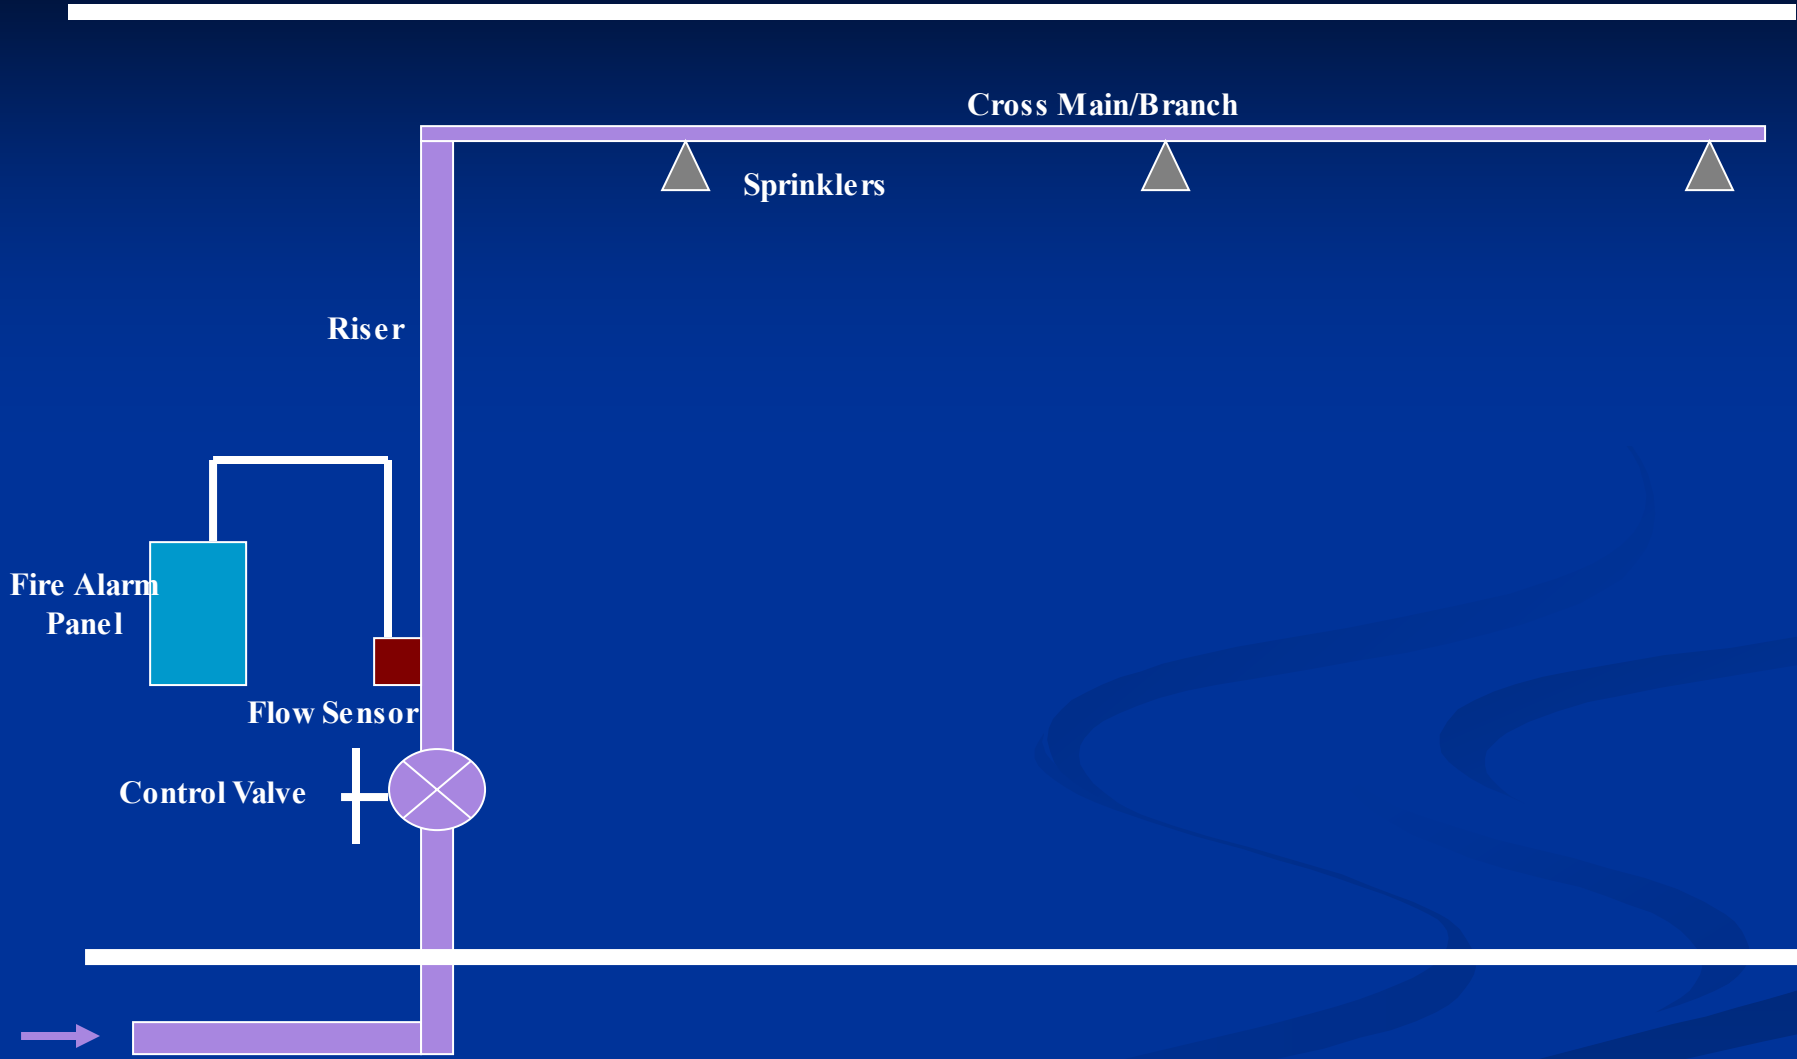 Cross Main/Branch
Sprinklers
Riser
Fire Alarm
Panel
Flow Sensor
Control Valve